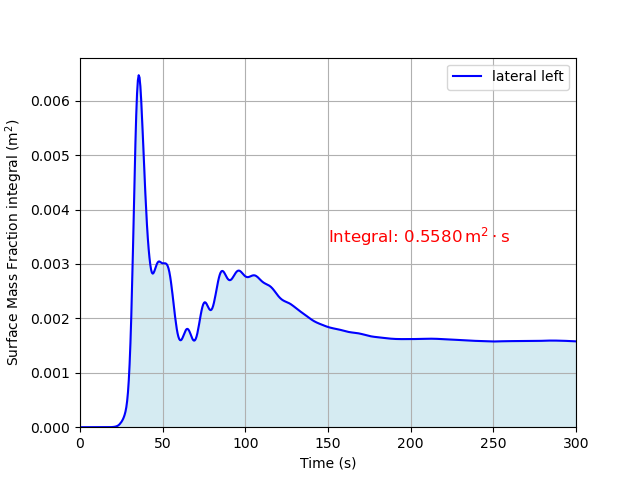 lateral left
0.006
0.005
0.004
0.003
0.002
0.001
0.000
Surface Mass Fraction integral (m²)
Integral: 0.5580 m² · s
0 50 100 150 200 250 300
Time (s)